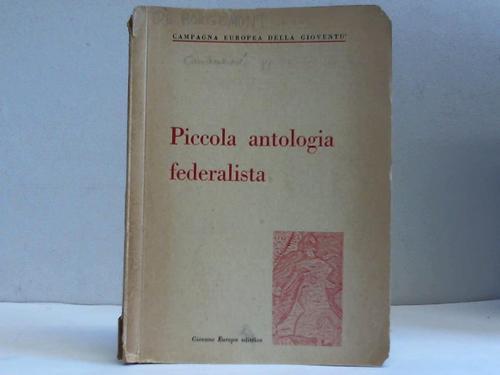 CAMPAGNA EUROPEA DELLA GIOVENTU'
Piccola antologia
federalista
Giovane Europa editrice